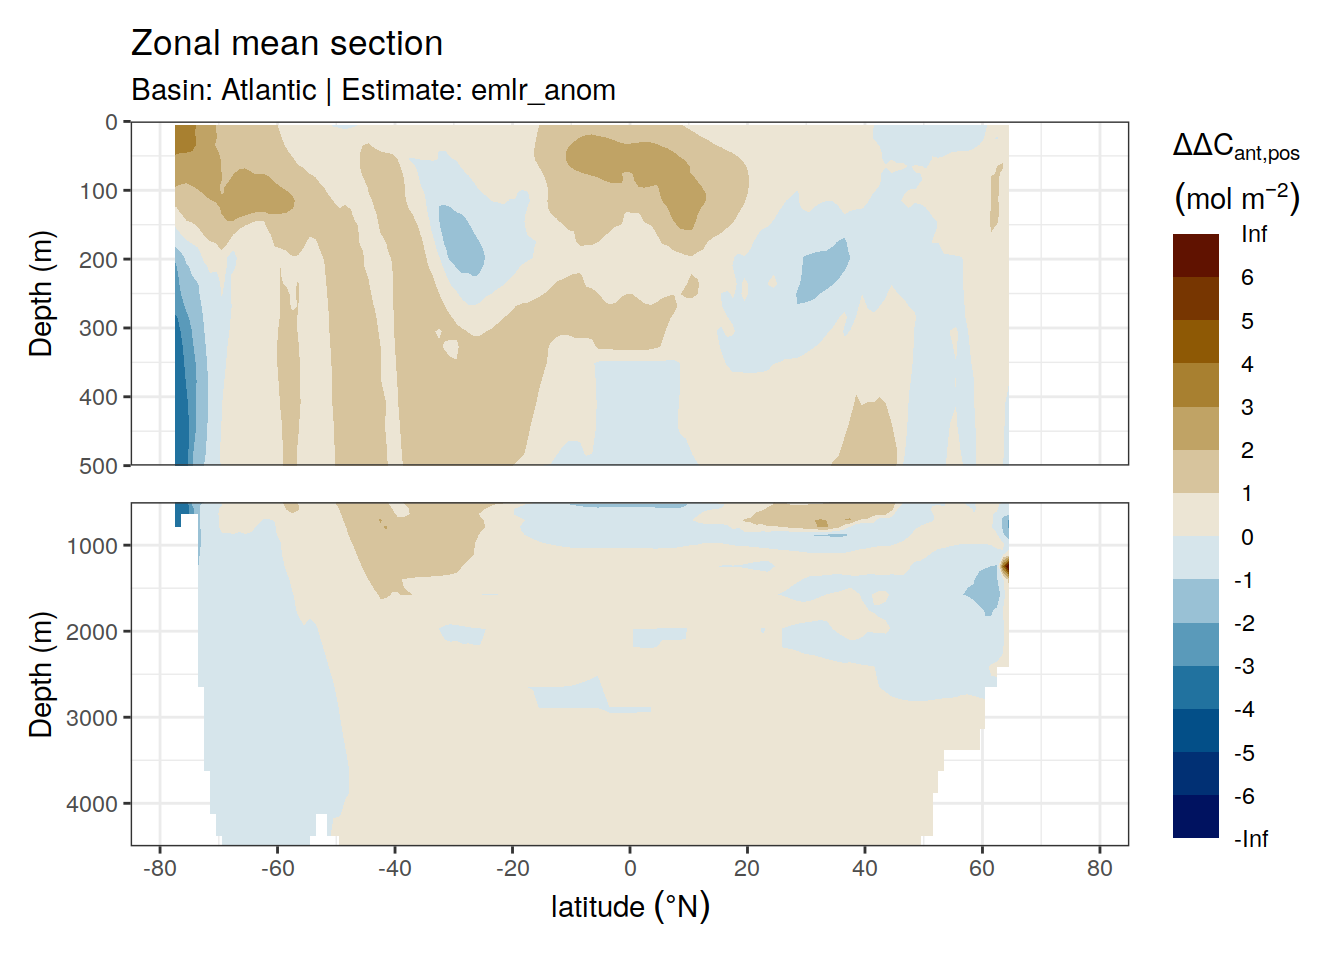 Zonal mean section
Basin: Atlantic | Estimate: emlr_anom
ΔΔC_ant,pos
(mol m⁻²)
Inf
6
5
4
3
2
1
0
-1
-2
-3
-4
-5
-6
-Inf
Depth (m)
0
100
200
300
400
500
Depth (m)
1000
2000
3000
4000
-80 -60 -40 -20 0 20 40 60 80
latitude (°N)